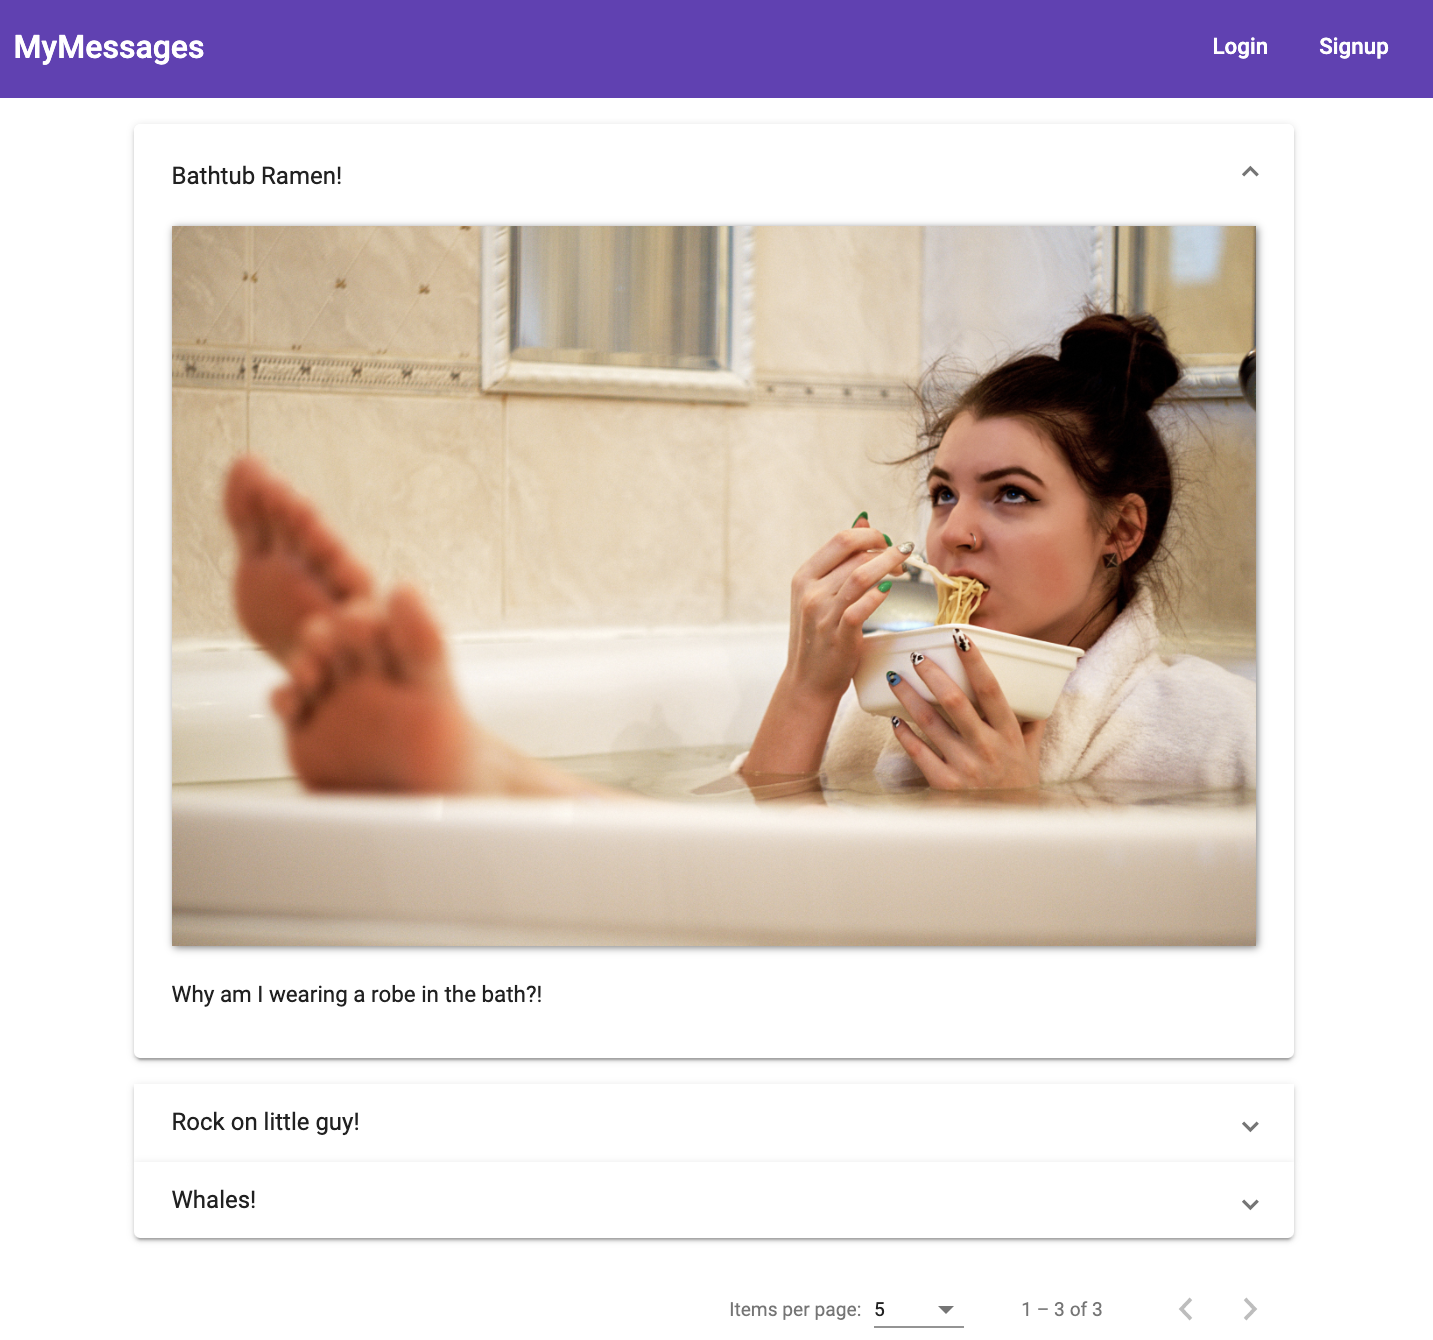 MyMessages
Login Signup
Bathtub Ramen!
Why am I wearing a robe in the bath?!
Rock on little guy!
Whales!
Items per page: 5 1 – 3 of 3